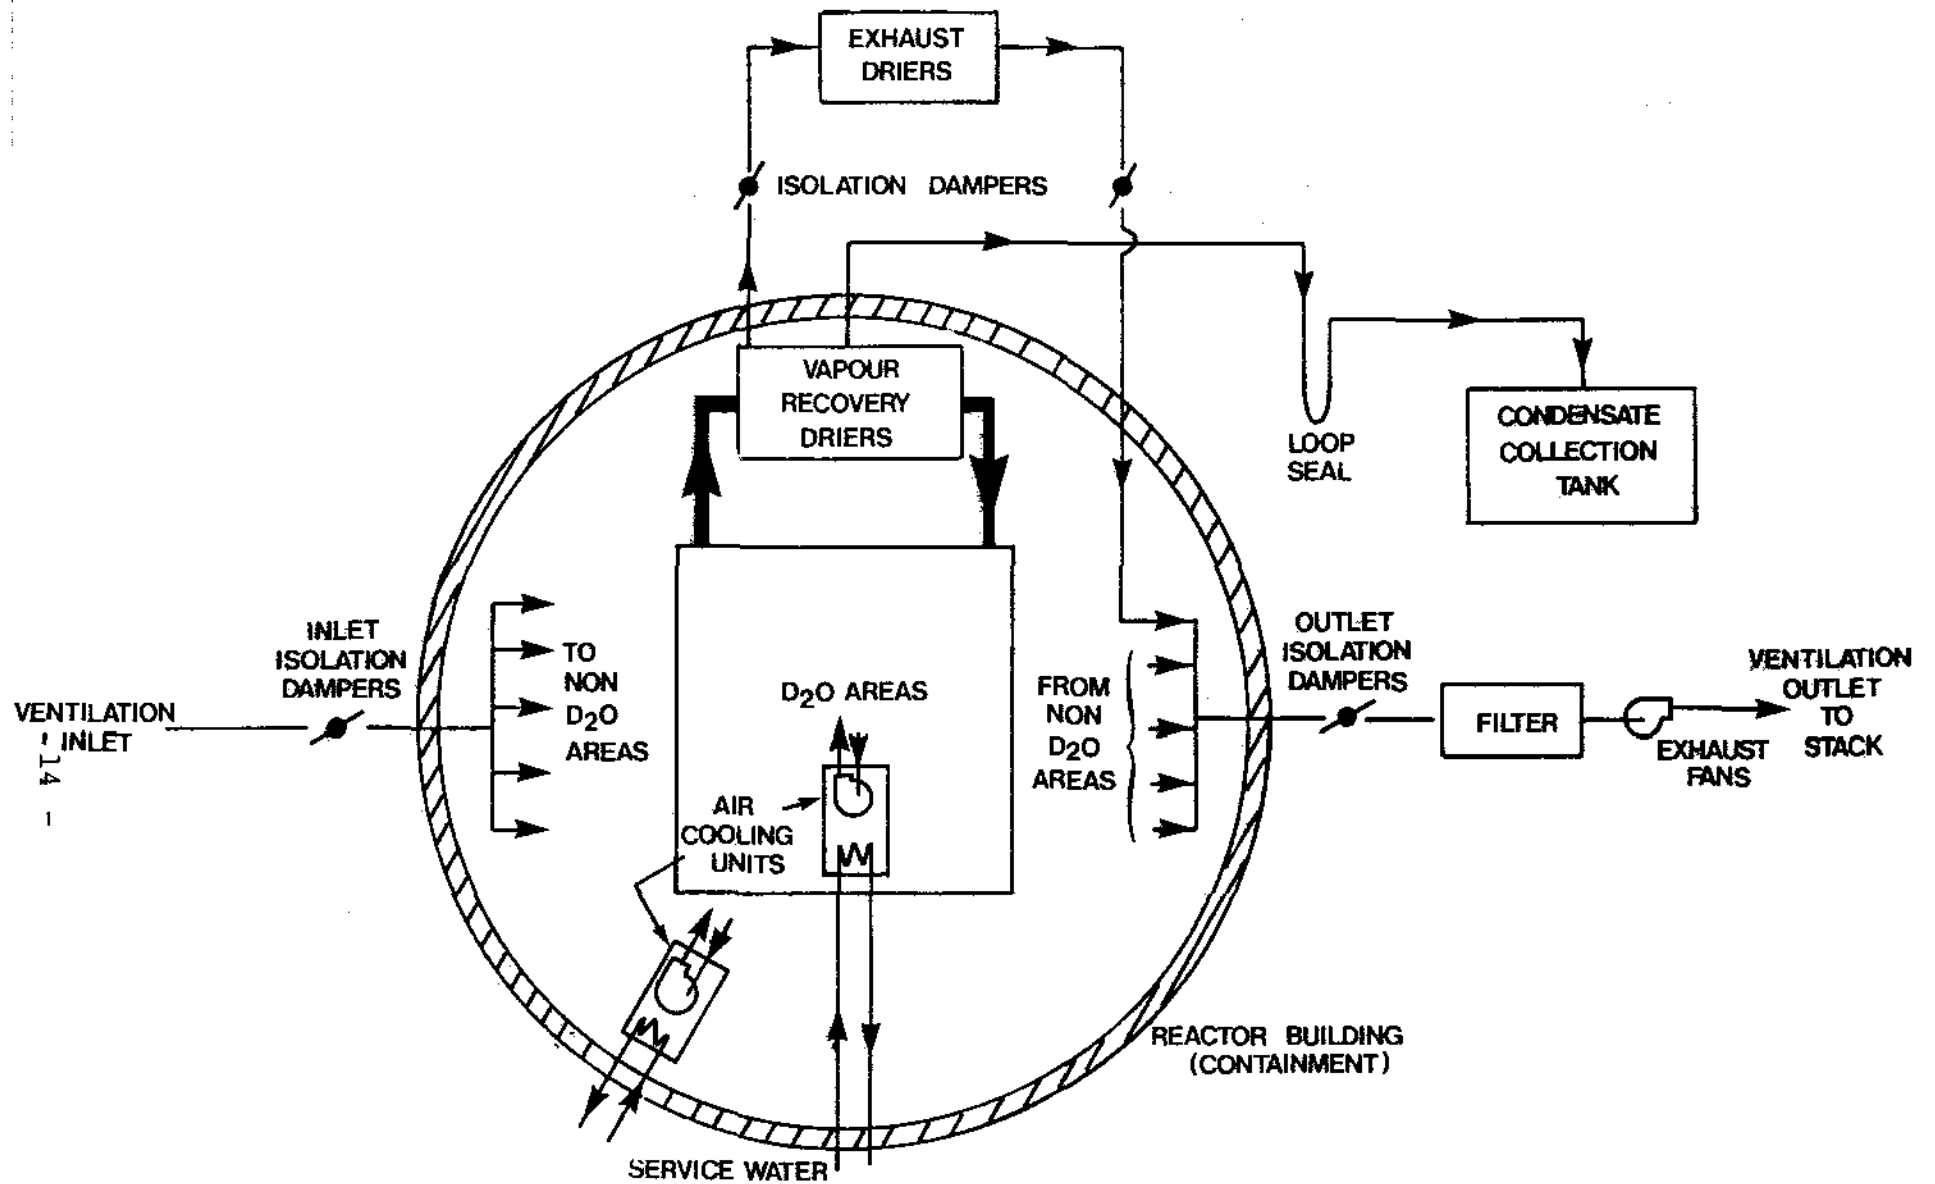 EXHAUST
DRIERS
ISOLATION DAMPERS
VAPOUR
RECOVERY
DRIERS
LOOP
SEAL
CONDENSATE
COLLECTION
TANK
INLET
ISOLATION
DAMPERS
VENTILATION
INLET
- 14 -
TO
NON
D₂O
AREAS
D₂O AREAS
AIR
COOLING
UNITS
FROM
NON
D₂O
AREAS
OUTLET
ISOLATION
DAMPERS
FILTER
EXHAUST
FANS
VENTILATION
OUTLET
TO
STACK
REACTOR BUILDING
(CONTAINMENT)
SERVICE WATER